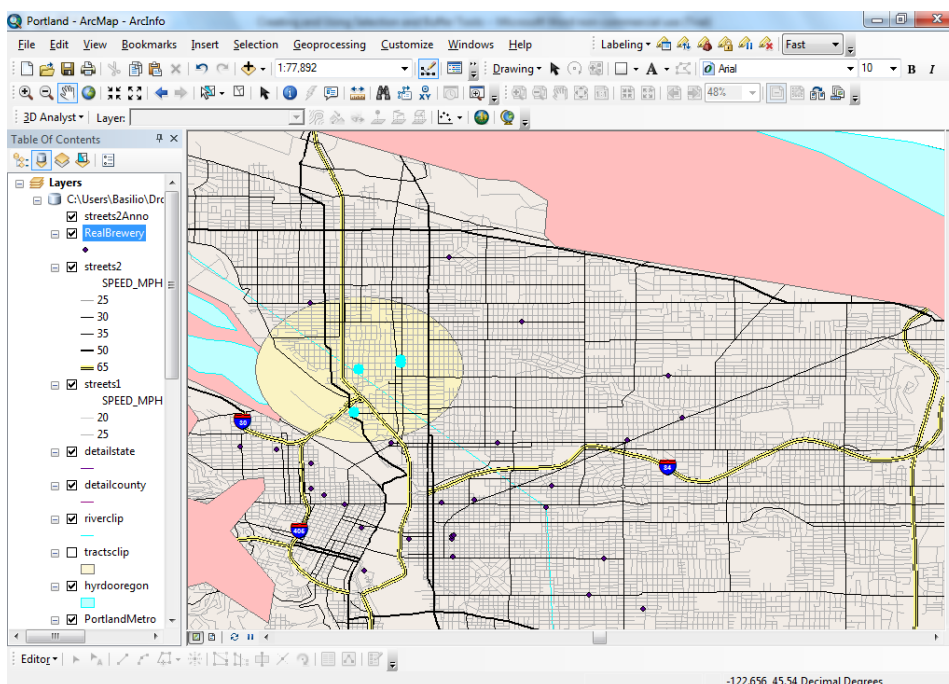 Portland - ArcMap - ArcInfo
File Edit View Bookmarks Insert Selection Geoprocessing Customize Windows Help
Labeling Fast
1:77,892
Drawing A Arial 10 B I
48%
3D Analyst Layer:
Table Of Contents
Layers
C:\Users\Basilio\Drc
streets2Anno
RealBrewery
streets2
SPEED_MPH
25
30
35
50
65
streets1
SPEED_MPH
20
25
detailstate
detailcounty
riverclip
tractsclip
hyrdooregon
PortlandMetro
30
84
405
Editor
-122.656 45.54 Decimal Degrees